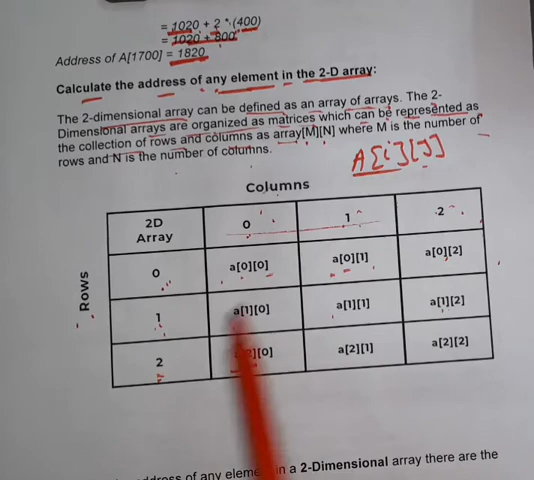 = 1020 + 2 * (400)
= 1020 + 800
Address of A[1700] = 1820
Calculate the address of any element in the 2-D array:
The 2-dimensional array can be defined as an array of arrays. The 2-
Dimensional arrays are organized as matrices which can be represented as
the collection of rows and columns as array[M][N] where M is the number of
rows and N is the number of columns.
A[i][J]
Columns
2D Array 0 1 2
Rows
0 a[0][0] a[0][1] a[0][2]
1 a[1][0] a[1][1] a[1][2]
2 [0] a[2][1] a[2][2]
of any in a 2-Dimensional array there are the